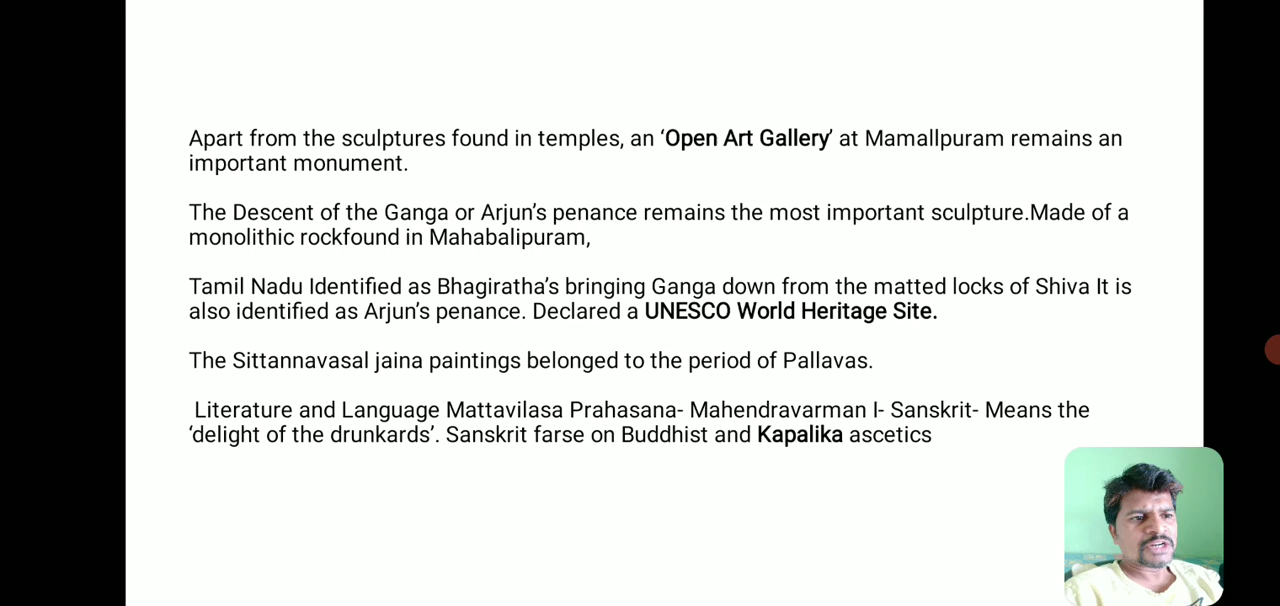 Apart from the sculptures found in temples, an ‘Open Art Gallery’ at Mamallpuram remains an
important monument.
The Descent of the Ganga or Arjun’s penance remains the most important sculpture.Made of a
monolithic rockfound in Mahabalipuram,
Tamil Nadu Identified as Bhagiratha’s bringing Ganga down from the matted locks of Shiva It is
also identified as Arjun’s penance. Declared a UNESCO World Heritage Site.
The Sittannavasal jaina paintings belonged to the period of Pallavas.
Literature and Language Mattavilasa Prahasana- Mahendravarman I- Sanskrit- Means the
‘delight of the drunkards’. Sanskrit farse on Buddhist and Kapalika ascetics